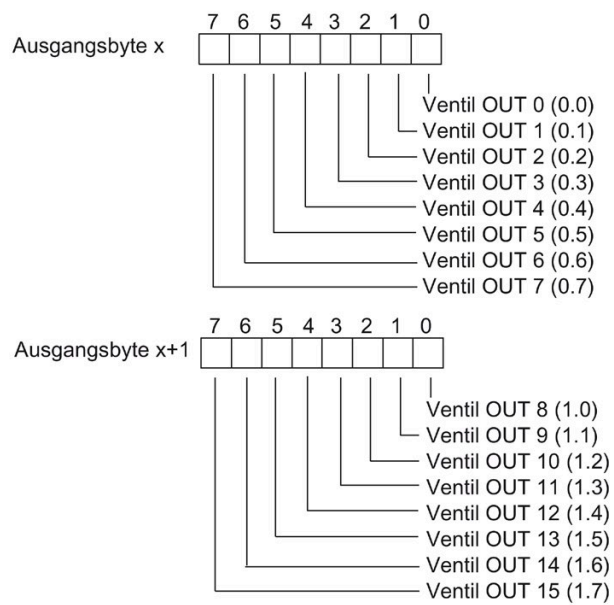 7 6 5 4 3 2 1 0
Ausgangsbyte x
Ventil OUT 0 (0.0)
Ventil OUT 1 (0.1)
Ventil OUT 2 (0.2)
Ventil OUT 3 (0.3)
Ventil OUT 4 (0.4)
Ventil OUT 5 (0.5)
Ventil OUT 6 (0.6)
Ventil OUT 7 (0.7)
7 6 5 4 3 2 1 0
Ausgangsbyte x+1
Ventil OUT 8 (1.0)
Ventil OUT 9 (1.1)
Ventil OUT 10 (1.2)
Ventil OUT 11 (1.3)
Ventil OUT 12 (1.4)
Ventil OUT 13 (1.5)
Ventil OUT 14 (1.6)
Ventil OUT 15 (1.7)